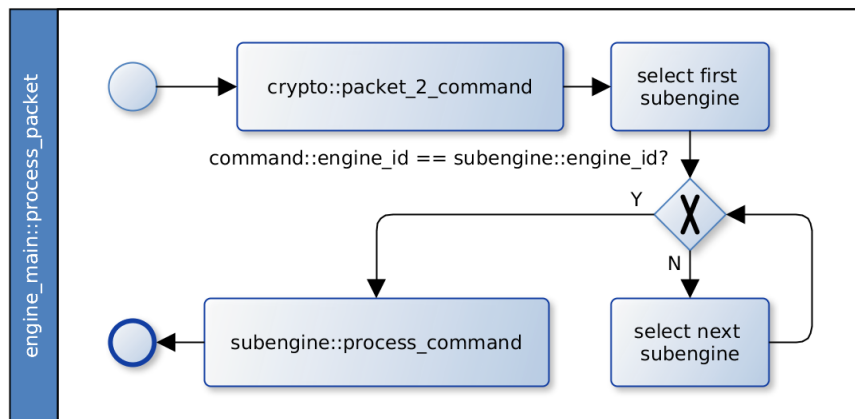 engine_main::process_packet
crypto::packet_2_command
select first
subengine
command::engine_id == subengine::engine_id?
Y
N
subengine::process_command
select next
subengine